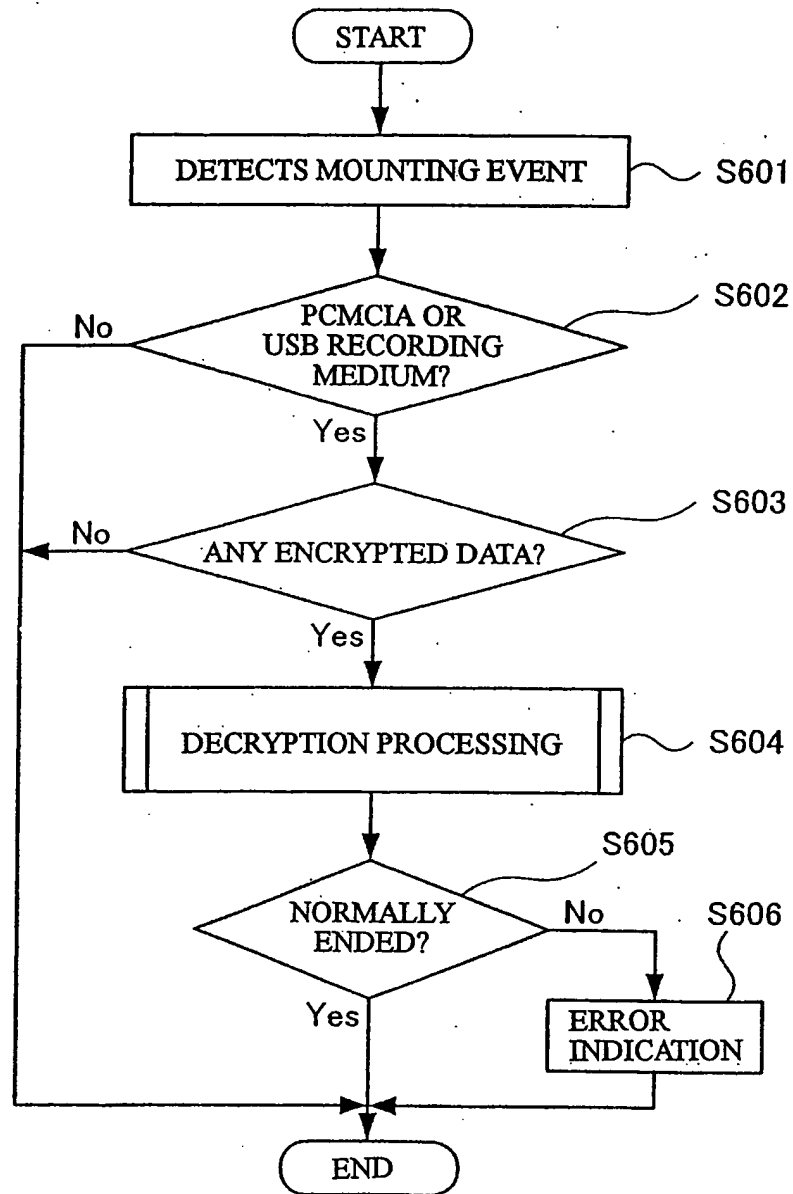 START
DETECTS MOUNTING EVENT
S601
PCMCIA OR
USB RECORDING
MEDIUM?
S602
No
Yes
ANY ENCRYPTED DATA?
S603
No
Yes
DECRYPTION PROCESSING
S604
NORMALLY
ENDED?
S605
No
Yes
S606
ERROR
INDICATION
END